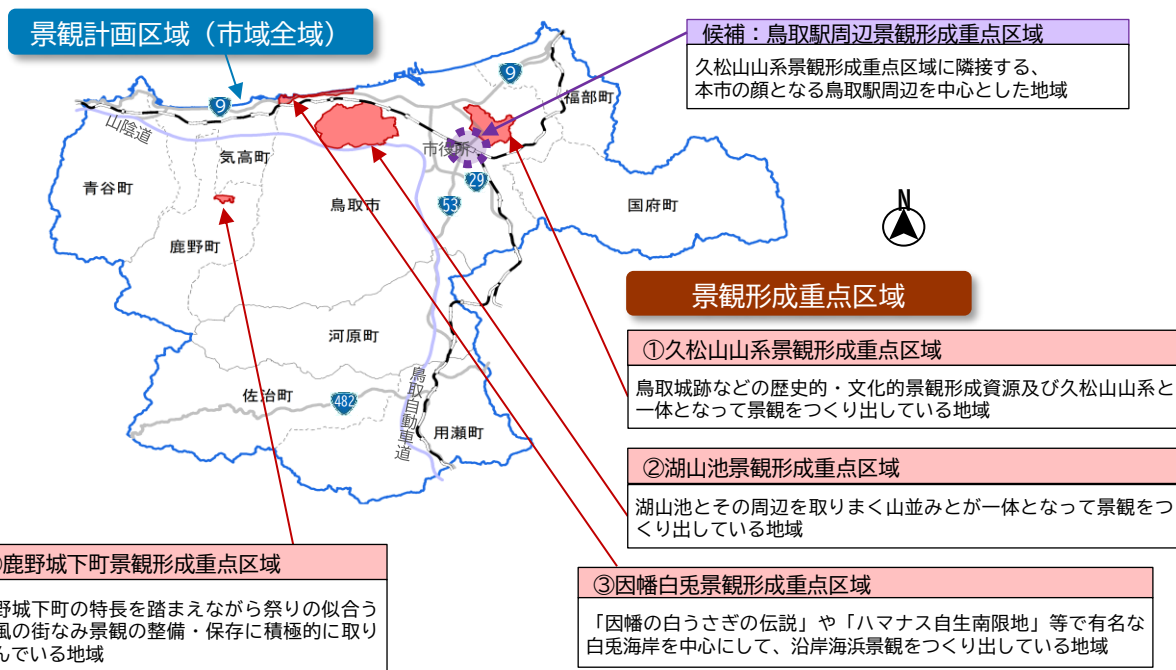 景観計画区域（市域全域）
候補：鳥取駅周辺景観形成重点区域
久松山山系景観形成重点区域に隣接する、
本市の顔となる鳥取駅周辺を中心とした地域
9
9
福部町
山陰道
市役所
気高町
青谷町
29
鳥取市
53
国府町
N
鹿野町
景観形成重点区域
河原町
①久松山山系景観形成重点区域
鳥取城跡などの歴史的・文化的景観形成資源及び久松山山系と
一体となって景観をつくり出している地域
佐治町
482
鳥取自動車道
用瀬町
②湖山池景観形成重点区域
湖山池とその周辺を取りまく山並みとが一体となって景観をつ
くり出している地域
鹿野城下町景観形成重点区域
野城下町の特長を踏まえながら祭りの似合う
風の街なみ景観の整備・保存に積極的に取り
んでいる地域
③因幡白兎景観形成重点区域
「因幡の白うさぎの伝説」や「ハマナス自生南限地」等で有名な
白兎海岸を中心にして、沿岸海浜景観をつくり出している地域